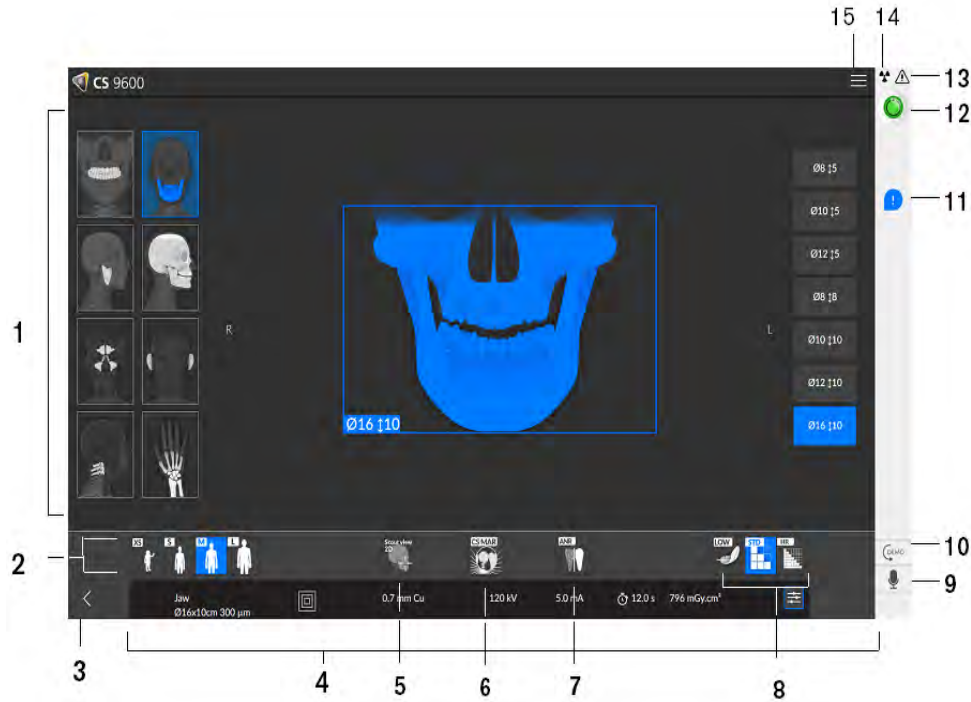 15 14
CS 9600
13
12
11
Ø8 ↕5
Ø10 ↕5
Ø12 ↕5
Ø8 ↕8
Ø10 ↕10
Ø12 ↕10
Ø16 ↕10
1
R
L
Ø16 ↕10
2
XS S M L
Scout view
2D
CS MAR
ANR
LOW STD HR
DEMO
10
9
Jaw
Ø16x10cm 300 µm
0.7 mm Cu
120 kV
5.0 mA
12.0 s
796 mGy.cm²
3
4
5
6
7
8